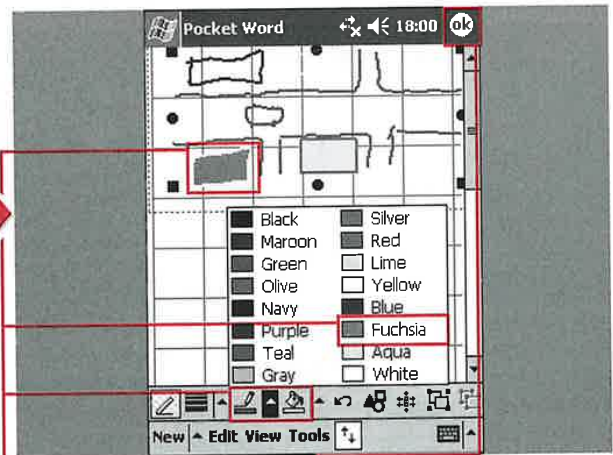 Pocket Word 18:00 ok
Black Silver
Maroon Red
Green Lime
Olive Yellow
Navy Blue
Purple Fuchsia
Teal Aqua
Gray White
New Edit View Tools